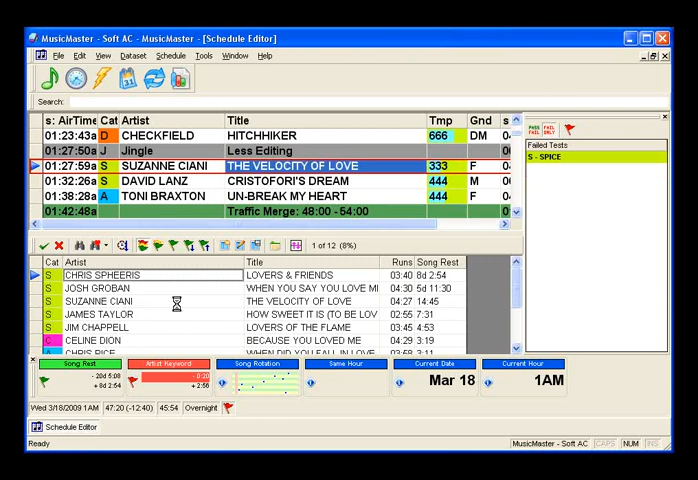 MusicMaster - Soft AC - MusicMaster - [Schedule Editor]
File Edit View Dataset Schedule Tools Window Help
Search:
s: AirTime Cat Artist Title Tmp Gnd s
01:23:43a D CHECKFIELD HITCHHIKER 666 DM
01:27:50a J Jingle Less Editing
01:27:59a S SUZANNE CIANI THE VELOCITY OF LOVE 333 F
01:32:26a S DAVID LANZ CRISTOFORI'S DREAM 444 M
01:38:28a A TONI BRAXTON UN-BREAK MY HEART 444 F
01:42:48a Traffic Merge: 48:00 - 54:00
PASS FAIL FAIL ONLY
Failed Tests
S - SPICE
1 of 12 (8%)
Cat Artist Title Runs Song Rest
S CHRIS SPHEERIS LOVERS & FRIENDS 03:40 8d 2:54
S JOSH GROBAN WHEN YOU SAY YOU LOVE MI 04:30 5d 11:30
S SUZANNE CIANI THE VELOCITY OF LOVE 04:27 14:45
S JAMES TAYLOR HOW SWEET IT IS (TO BE LOV 02:55 7:31
S JIM CHAPPELL LOVERS OF THE FLAME 03:45 4:53
C CELINE DION BECAUSE YOU LOVED ME 04:29 3:19
A CHRIS RICE WHEN DID YOU FALL IN LOVE 03:59 3:11
Song Rest Artist Keyword Song Rotation Same Hour Current Date Current Hour
- 20d 5:08 - 0:20
+ 8d 2:54 + 2:56
Mar 18 1AM
Wed 3/18/2009 1AM 47:20 (-12:40) 45:54 Overnight
Schedule Editor
Ready MusicMaster - Soft AC CAPS NUM INS